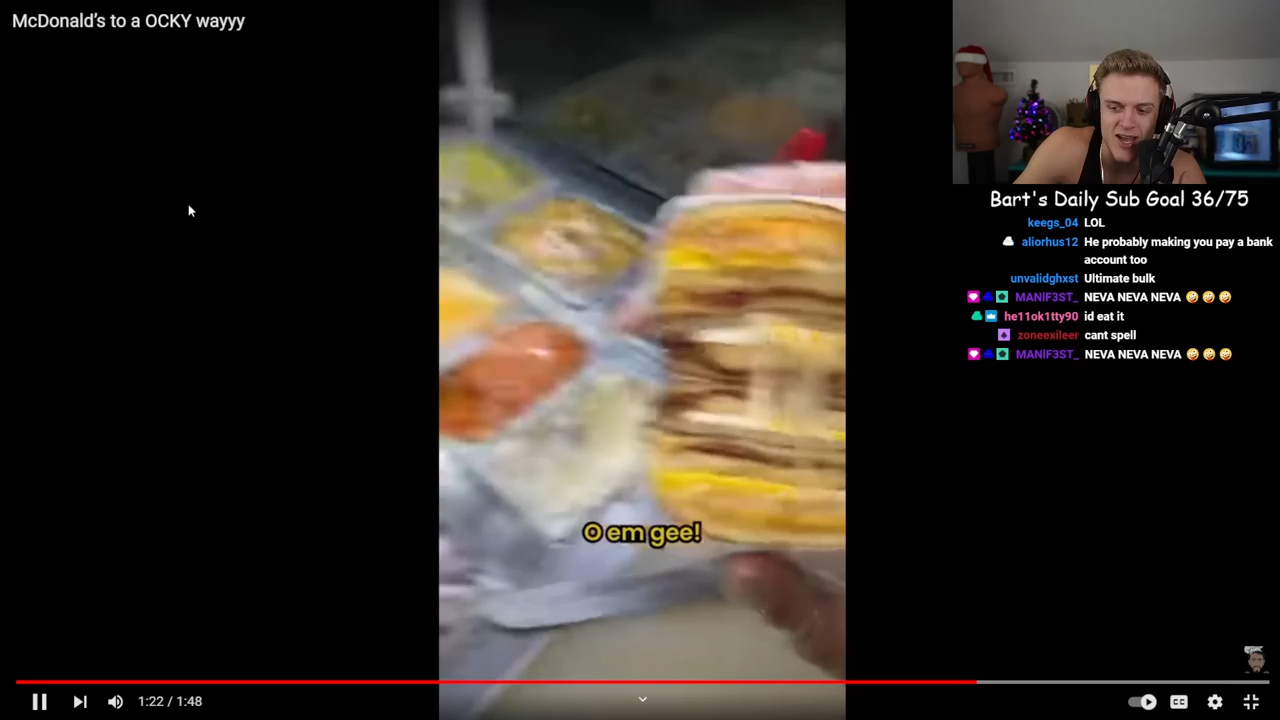 McDonald's to a OCKY wayyy
Bart's Daily Sub Goal 36/75
keegs_04 LOL
aliorhus12 He probably making you pay a bank
account too
unvalidghxst Ultimate bulk
MANIF3ST_ NEVA NEVA NEVA 🤪🤪🤪
he11ok1tty90 id eat it
zoneexileer cant spell
MANIF3ST_ NEVA NEVA NEVA 🤪🤪🤪
O em gee!
1:22 / 1:48
CC